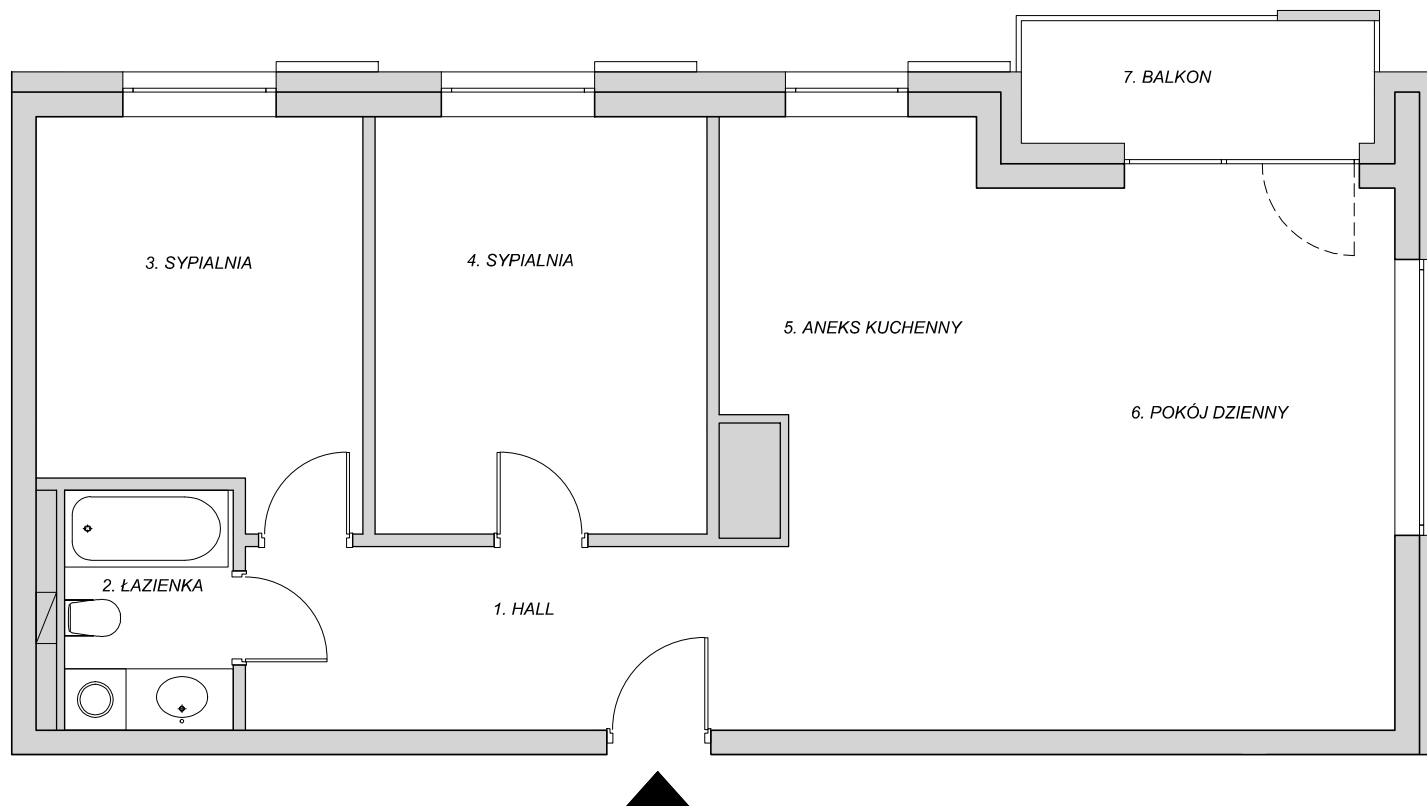 7. BALKON
3. SYPIALNIA
4. SYPIALNIA
5. ANEKS KUCHENNY
6. POKÓJ DZIENNY
2. ŁAZIENKA
1. HALL